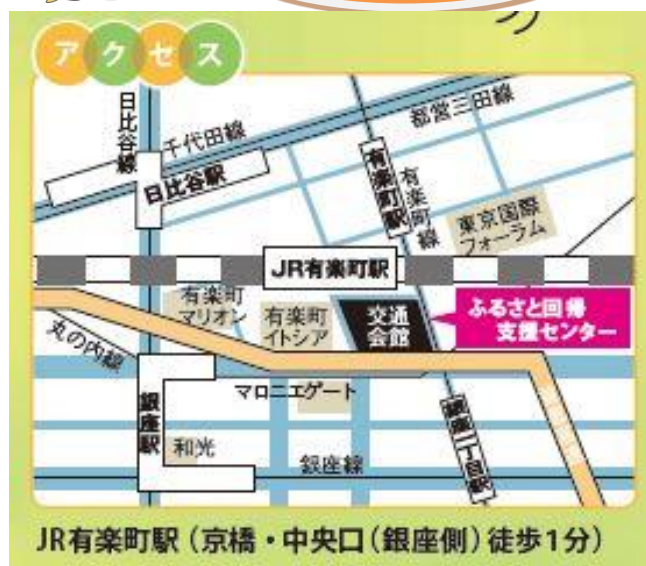 アクセス
日比谷線
千代田線
都営三田線
日比谷駅
有楽町駅
有楽町線
東京国際
フォーラム
JR有楽町駅
有楽町
マリオン
有楽町
イトシア
交通
会館
ふるさと回帰
支援センター
丸の内線
マロニエゲート
銀座駅
和光
銀座線
銀座一丁目駅
JR有楽町駅(京橋・中央口(銀座側)徒歩1分)